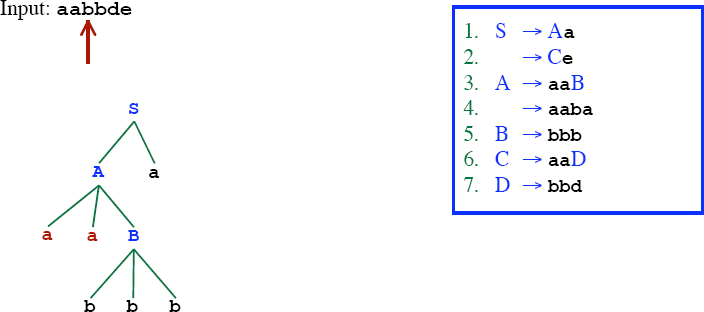 Input: aabbde
1. S → Aa
2. → Ce
3. A → aaB
4. → aaba
5. B → bbb
6. C → aaD
7. D → bbd
S
A a
a a B
b b b